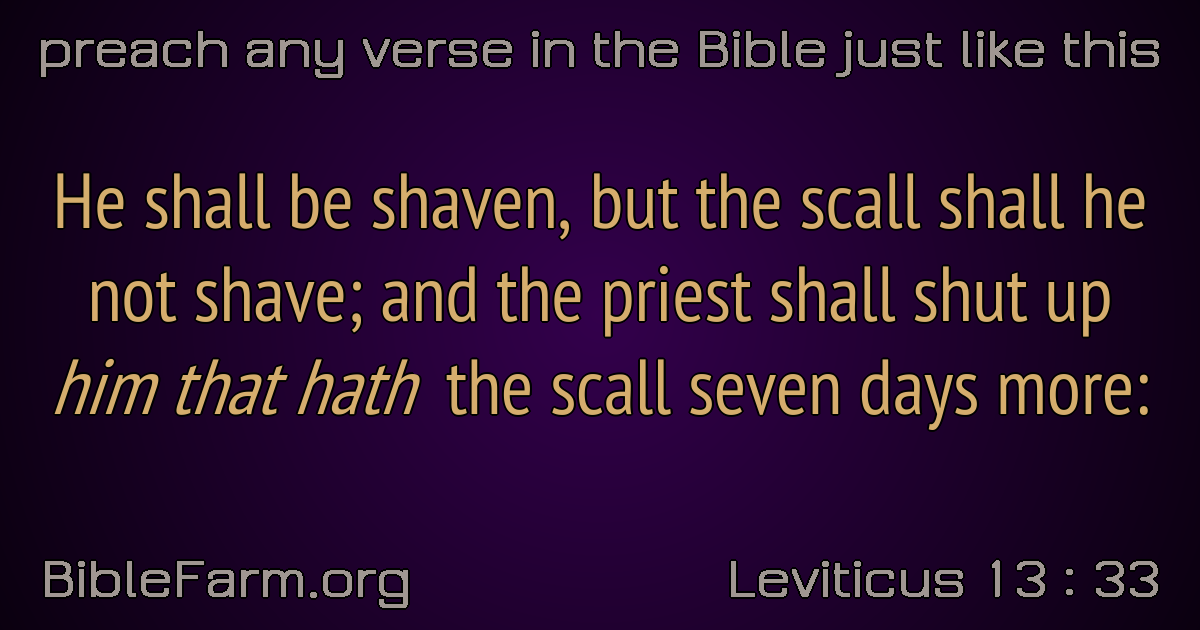 preach any verse in the Bible just like this
He shall be shaven, but the scall shall he
not shave; and the priest shall shut up
him that hath the scall seven days more:
BibleFarm.org
Leviticus 13 : 33